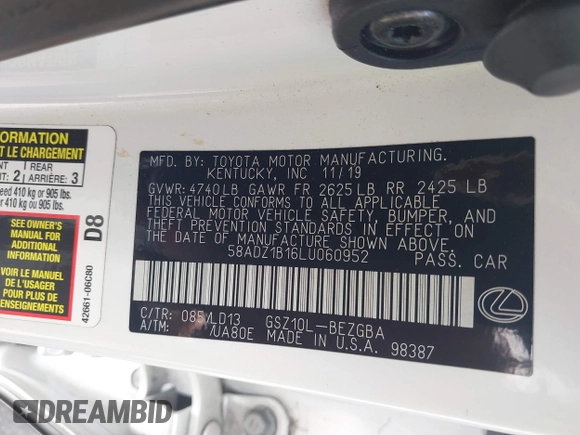 ORMATION
T LE CHARGEMENT
NT 2 REAR ARRIÈRE: 3
eed 410 kg or 905 lbs.
r 410 kg ou 905 lbs.
SEE OWNER'S
MANUAL FOR
ADDITIONAL
INFORMATION
VOIR LE MANUEL
DE L'USAGER
POUR PLUS DE
RENSEIGNEMENTS
D8
42661-06C80
MFD. BY: TOYOTA MOTOR MANUFACTURING.
KENTUCKY, INC 11/19
GVWR: 4740LB GAWR FR 2625LB RR 2425 LB
THIS VEHICLE CONFORMS TO ALL APPLICABLE
FEDERAL MOTOR VEHICLE SAFETY, BUMPER, AND
THEFT PREVENTION STANDARDS IN EFFECT ON
THE DATE OF MANUFACTURE SHOWN ABOVE.
58ADZ1B16LU060952 PASS. CAR
C/TR: 085/LD13 GSZ10L-BEZGBA
A/TM: /UA80E MADE IN U.S.A. 98387
DREAMBID